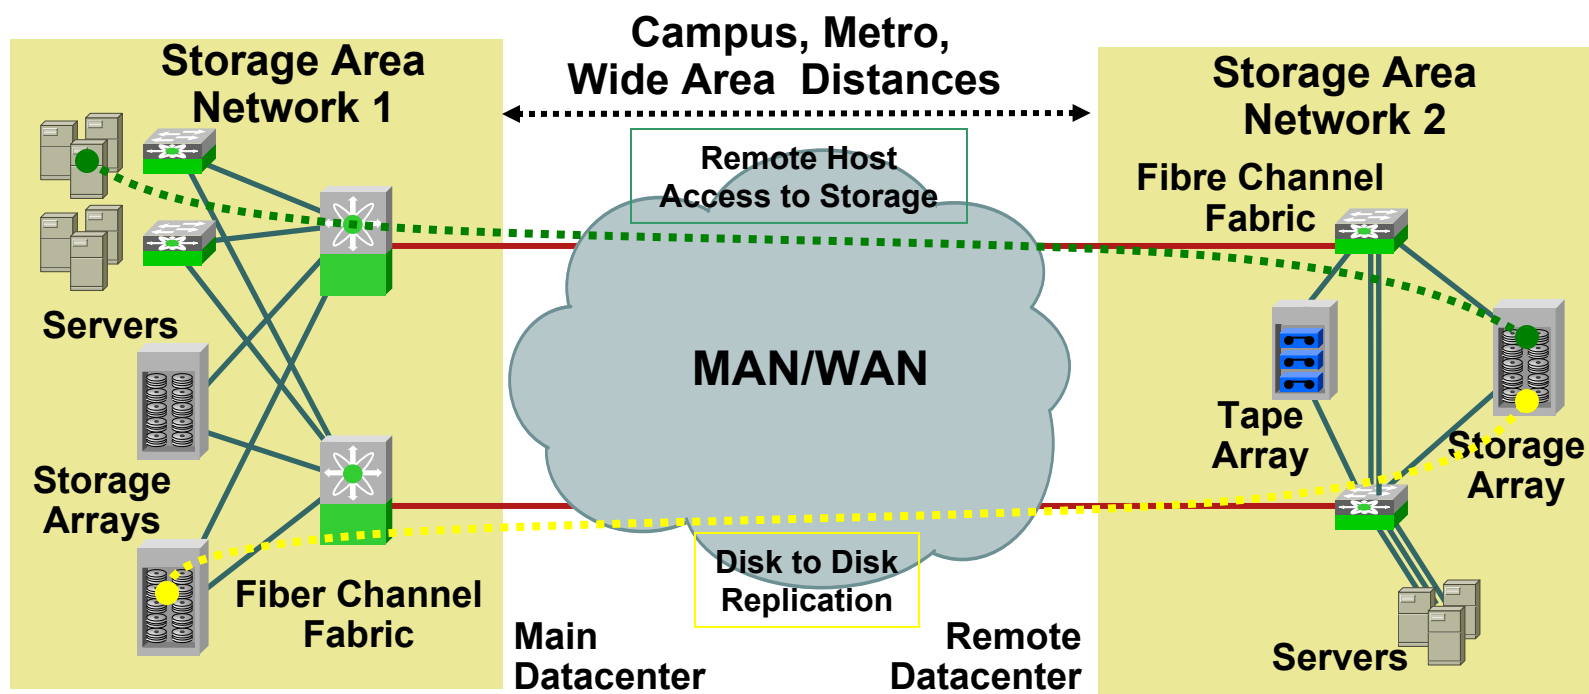 Campus, Metro,
Wide Area Distances
Storage Area
Network 1
Storage Area
Network 2
Remote Host
Access to Storage
Fibre Channel
Fabric
Servers
MAN/WAN
Tape
Array
Storage
Array
Storage
Arrays
Disk to Disk
Replication
Fiber Channel
Fabric
Main
Datacenter
Remote
Datacenter
Servers